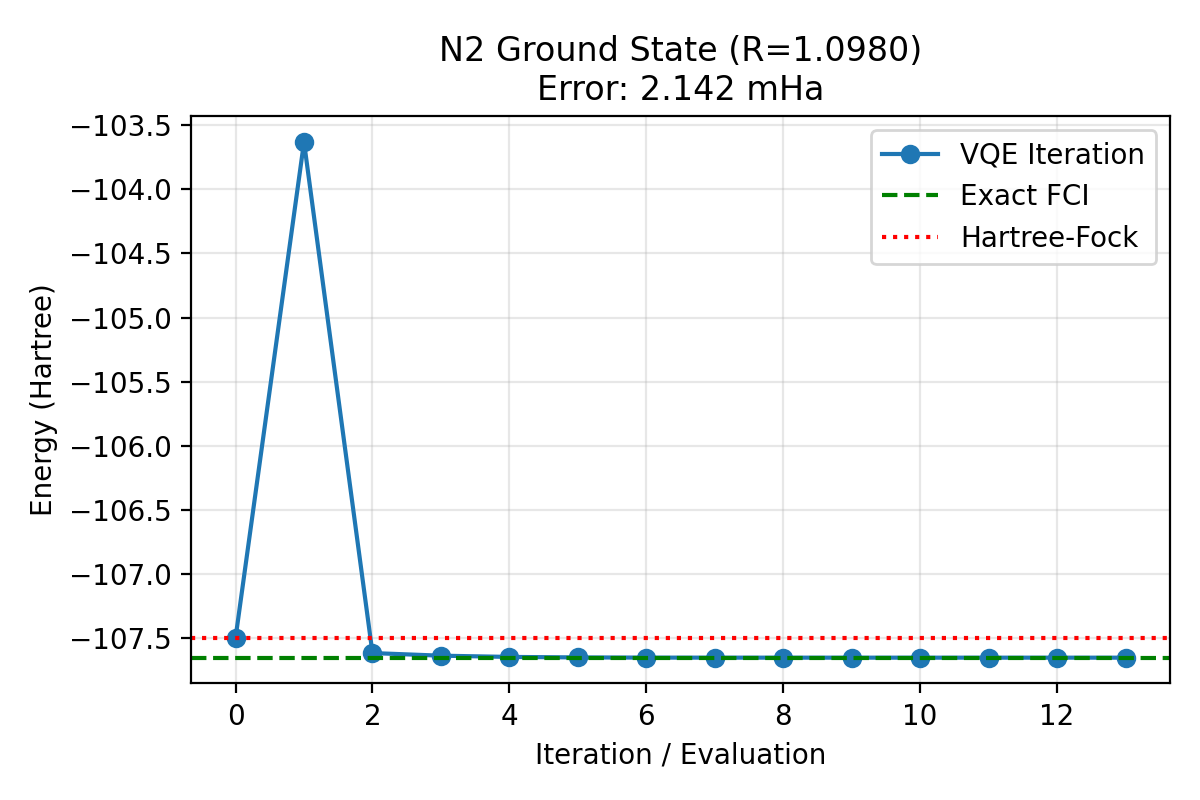 N2 Ground State (R=1.0980)
Error: 2.142 mHa
VQE Iteration
Exact FCI
Hartree-Fock
−103.5
−104.0
−104.5
−105.0
−105.5
−106.0
−106.5
−107.0
−107.5
Energy (Hartree)
0 2 4 6 8 10 12
Iteration / Evaluation